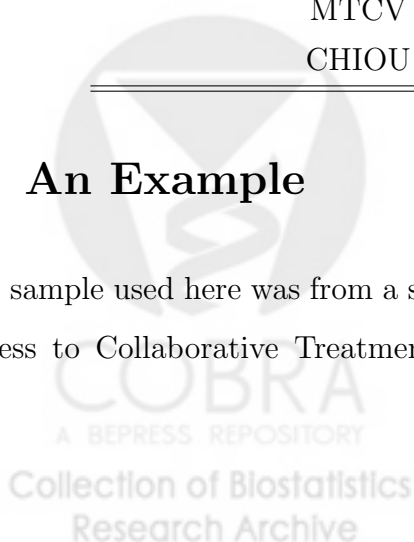 MTCV
CHIOU
An Example
sample used here was from a s
ess to Collaborative Treatmen
COBRA
A BEPRESS REPOSITORY
Collection of Biostatistics
Research Archive